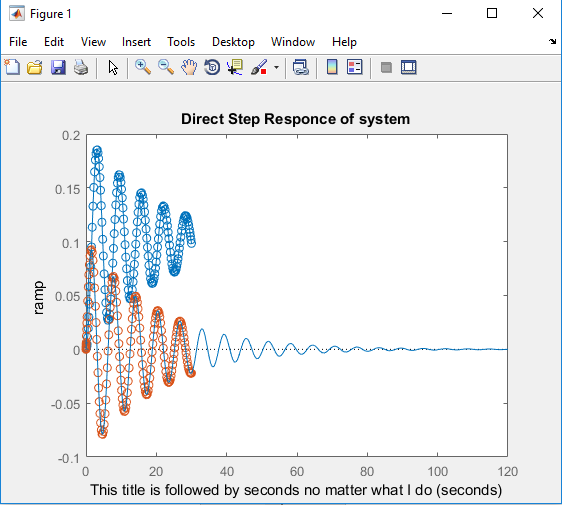 Figure 1
File Edit View Insert Tools Desktop Window Help
Direct Step Responce of system
0.2
0.15
0.1
0.05
0
-0.05
-0.1
ramp
0 20 40 60 80 100 120
This title is followed by seconds no matter what I do (seconds)